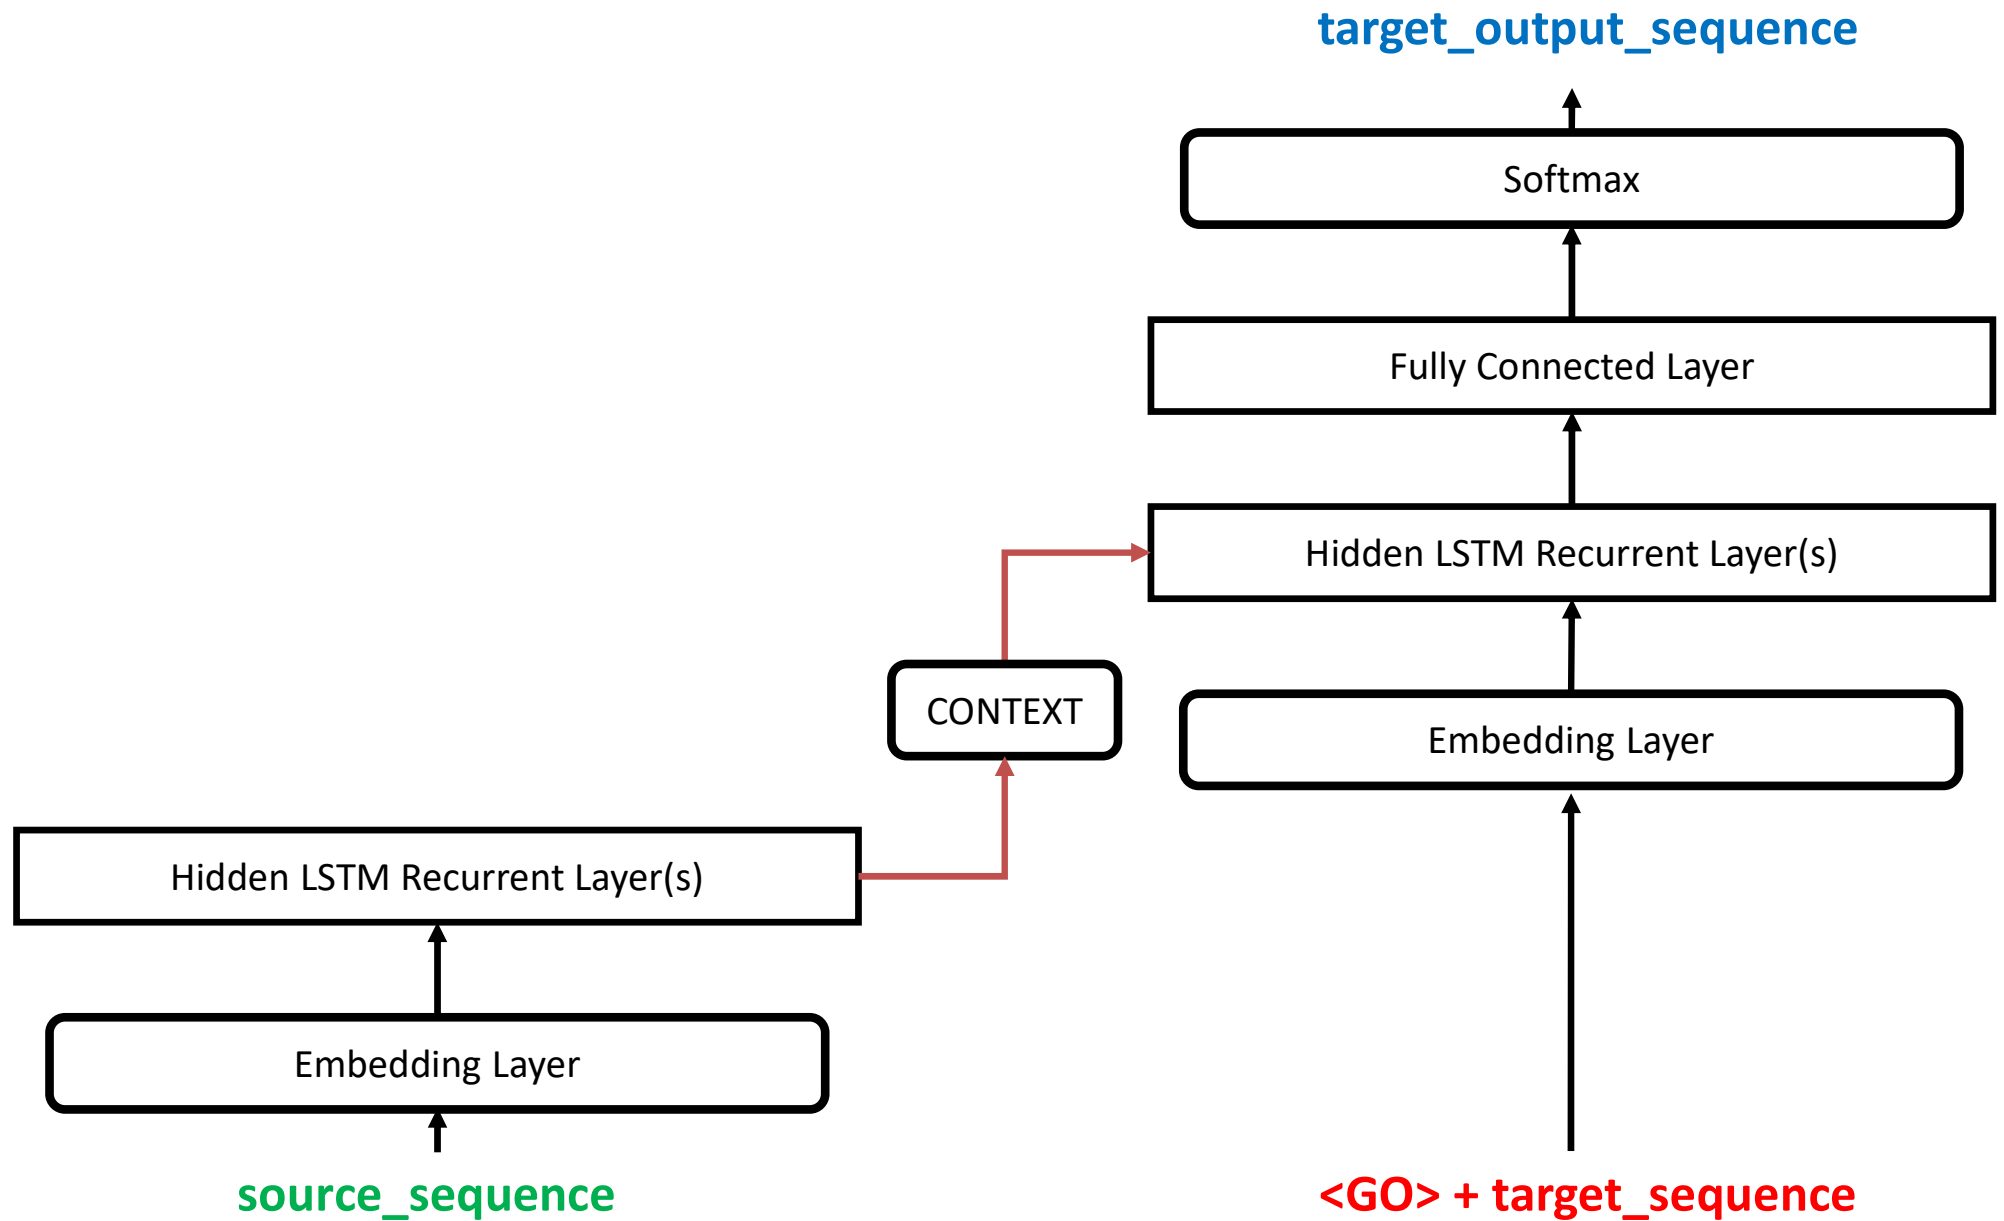 target_output_sequence
Softmax
Fully Connected Layer
Hidden LSTM Recurrent Layer(s)
CONTEXT
Embedding Layer
Hidden LSTM Recurrent Layer(s)
Embedding Layer
source_sequence
<GO> + target_sequence